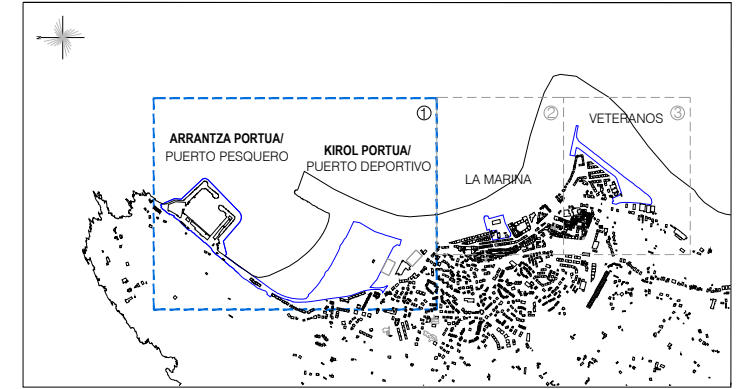 ①
②
③
VETERANOS
ARRANTZA PORTUA/
PUERTO PESQUERO
KIROL PORTUA/
PUERTO DEPORTIVO
LA MARINA